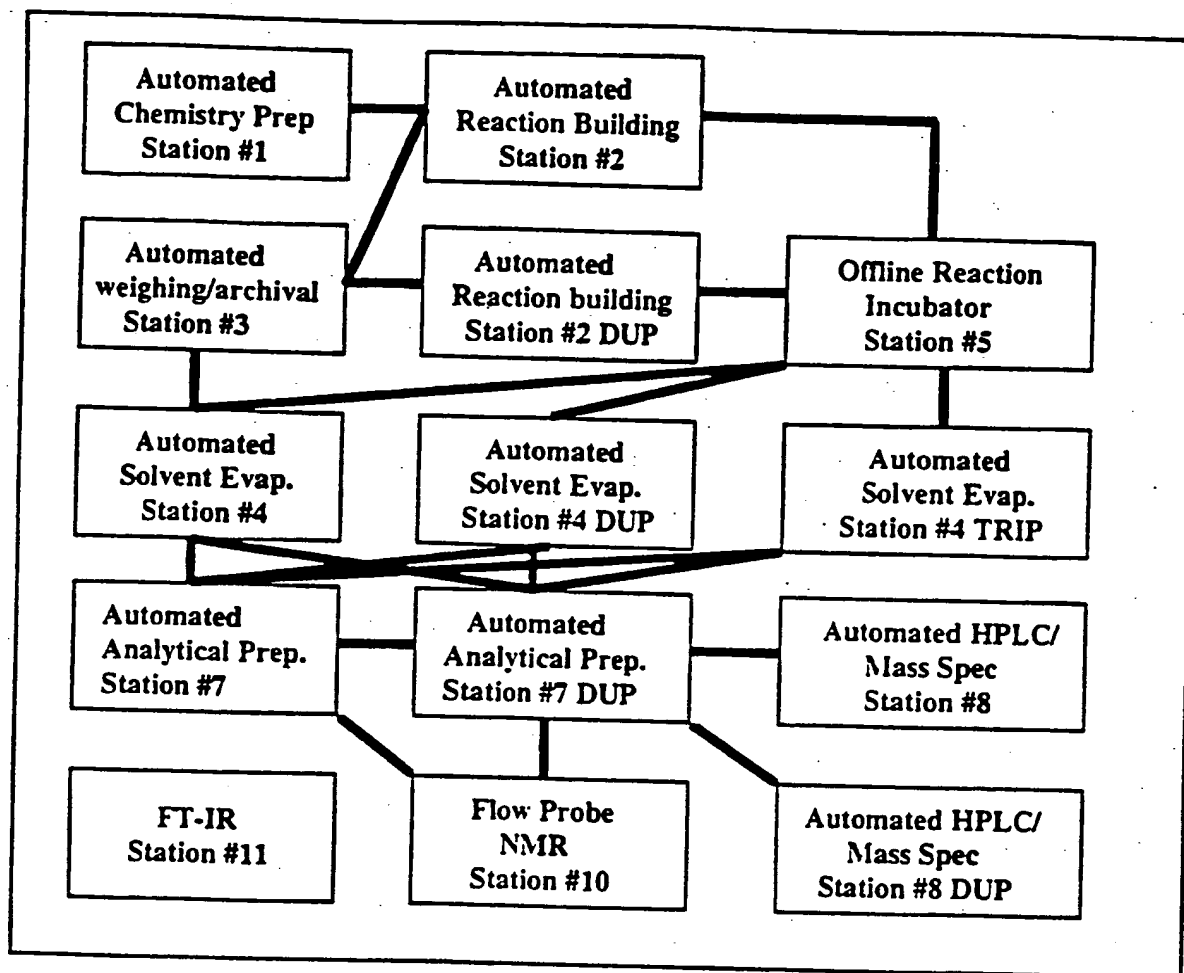 Automated
Chemistry Prep
Station #1
Automated
Reaction Building
Station #2
Automated
weighing/archival
Station #3
Automated
Reaction building
Station #2 DUP
Offline Reaction
Incubator
Station #5
Automated
Solvent Evap.
Station #4
Automated
Solvent Evap.
Station #4 DUP
Automated
Solvent Evap.
Station #4 TRIP
Automated
Analytical Prep.
Station #7
Automated
Analytical Prep.
Station #7 DUP
Automated HPLC/
Mass Spec
Station #8
FT-IR
Station #11
Flow Probe
NMR
Station #10
Automated HPLC/
Mass Spec
Station #8 DUP